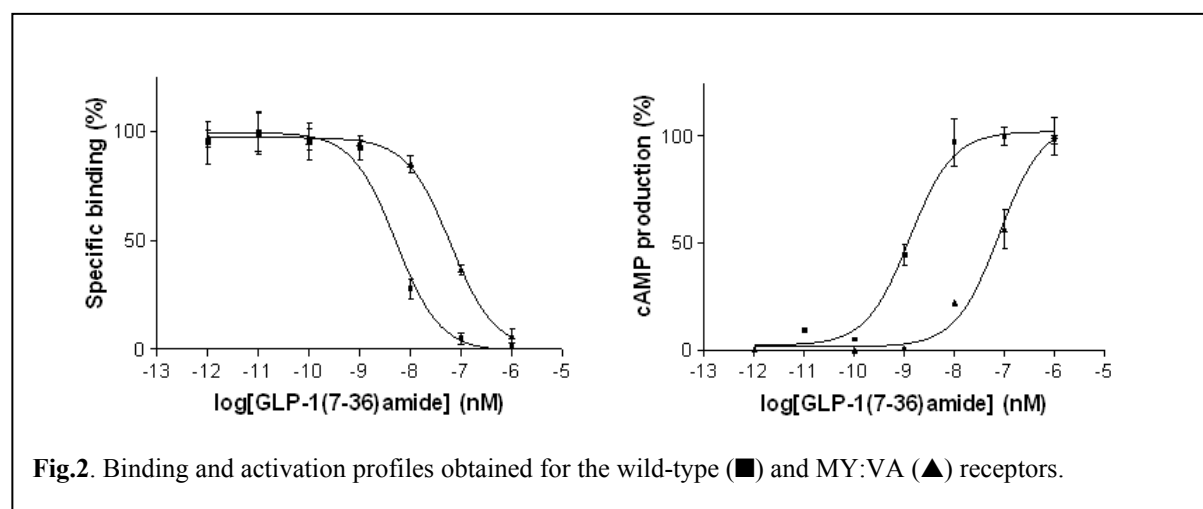 Specific binding (%)
100
50
0
-13 -12 -11 -10 -9 -8 -7 -6 -5
log[GLP-1(7-36)amide] (nM)
cAMP production (%)
100
50
0
-13 -12 -11 -10 -9 -8 -7 -6 -5
log[GLP-1(7-36)amide] (nM)
Fig.2. Binding and activation profiles obtained for the wild-type (■) and MY:VA (▲) receptors.